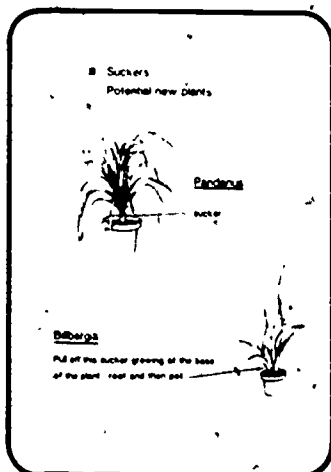 Suckers
Potential new plants
Pandanus
sucker
Bilbergia
Pull off this sucker growing at the base
of the plant root and then pot